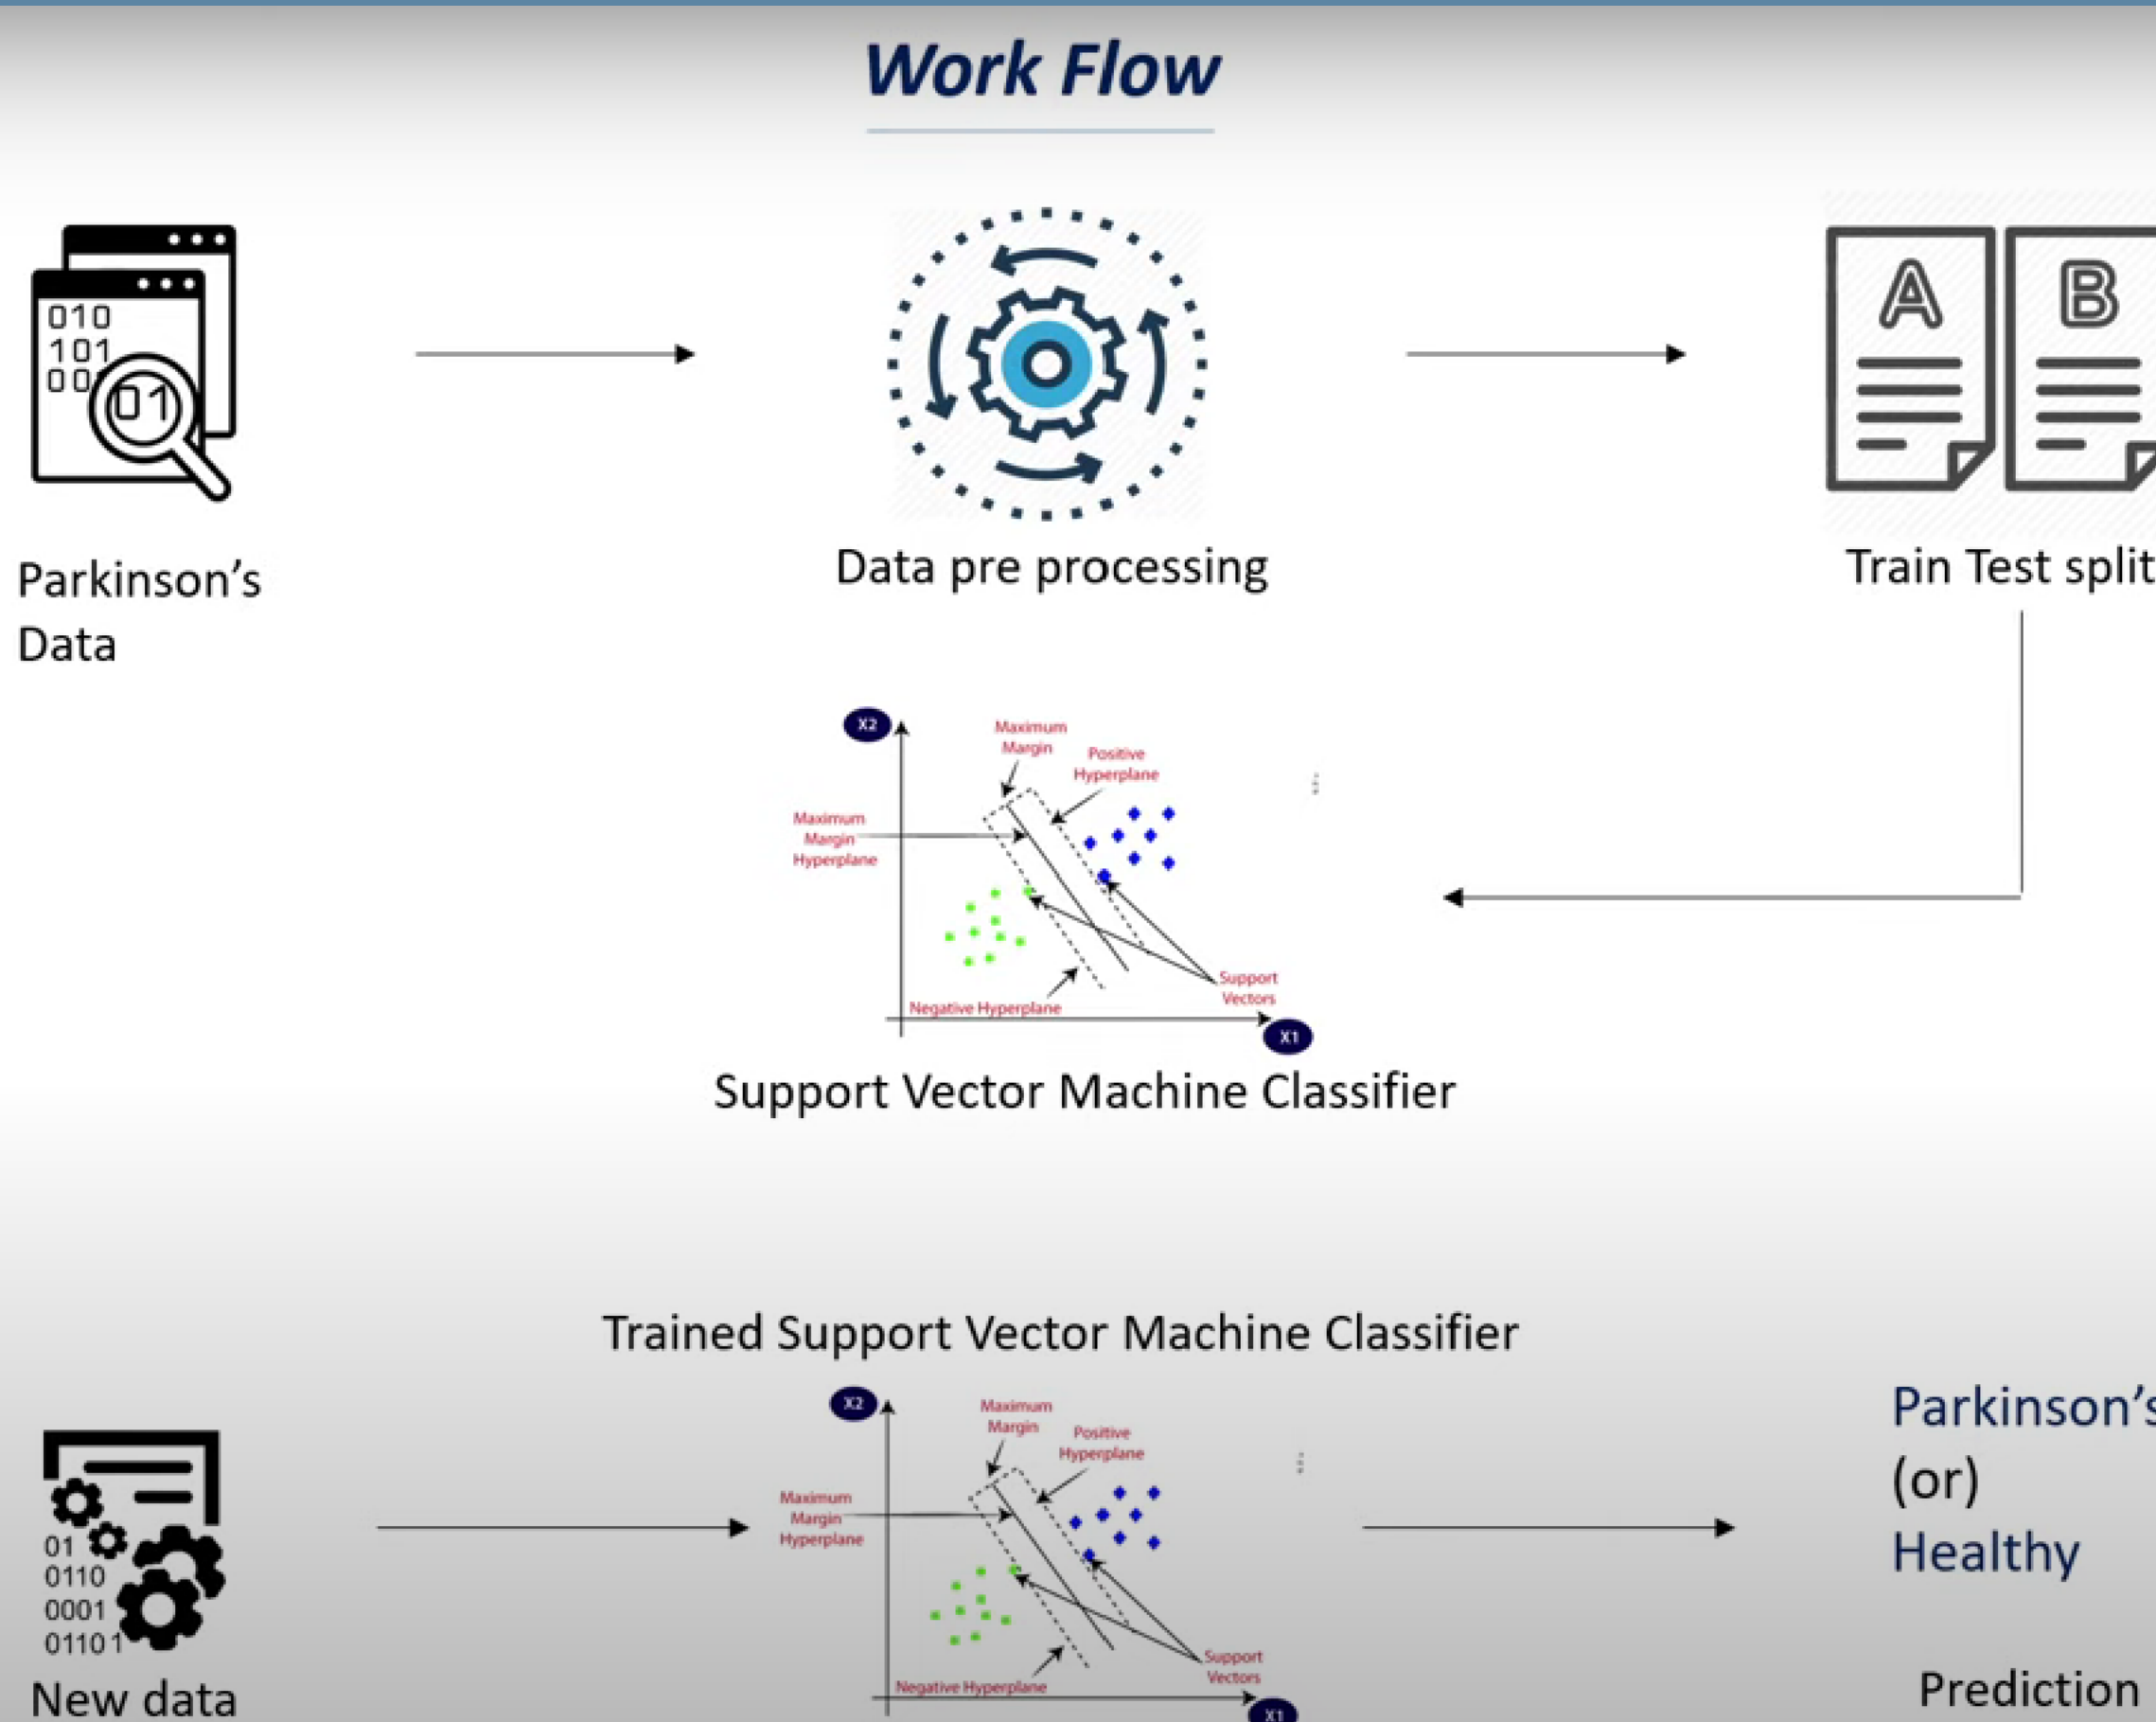 Work Flow
010
101
00
01
A
B
Parkinson's
Data
Data pre processing
Train Test split
X2
Maximum
Margin
Positive
Hyperplane
Maximum
Margin
Hyperplane
Support
Vectors
Negative Hyperplane
X1
Support Vector Machine Classifier
Trained Support Vector Machine Classifier
X2
Maximum
Margin
Positive
Hyperplane
Maximum
Margin
Hyperplane
Support
Vectors
Negative Hyperplane
X1
01
0110
0001
01101
New data
Parkinson's
(or)
Healthy
Prediction